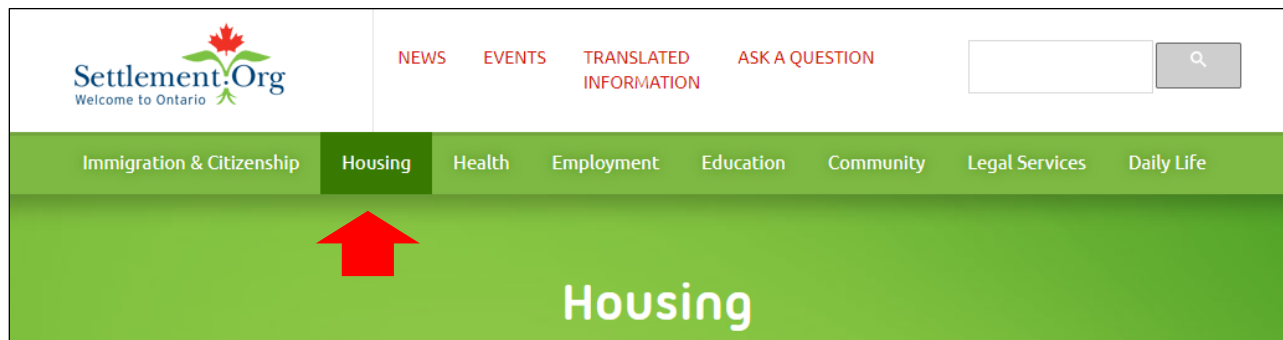 Settlement.Org
Welcome to Ontario
NEWS EVENTS TRANSLATED INFORMATION ASK A QUESTION
Immigration & Citizenship Housing Health Employment Education Community Legal Services Daily Life
Housing